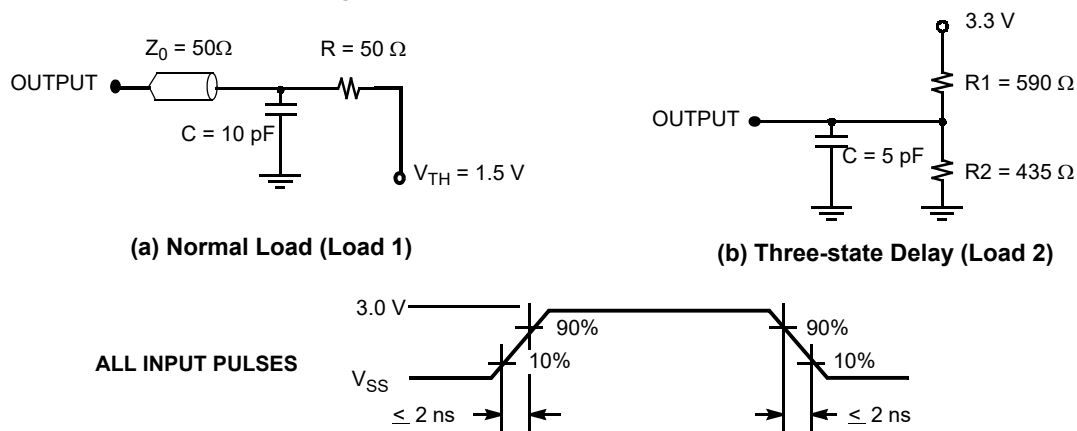 Z0 = 50Ω
R = 50 Ω
OUTPUT
C = 10 pF
VTH = 1.5 V
(a) Normal Load (Load 1)
3.3 V
R1 = 590 Ω
OUTPUT
C = 5 pF
R2 = 435 Ω
(b) Three-state Delay (Load 2)
ALL INPUT PULSES
3.0 V
90%
10%
VSS
≤ 2 ns
90%
10%
≤ 2 ns